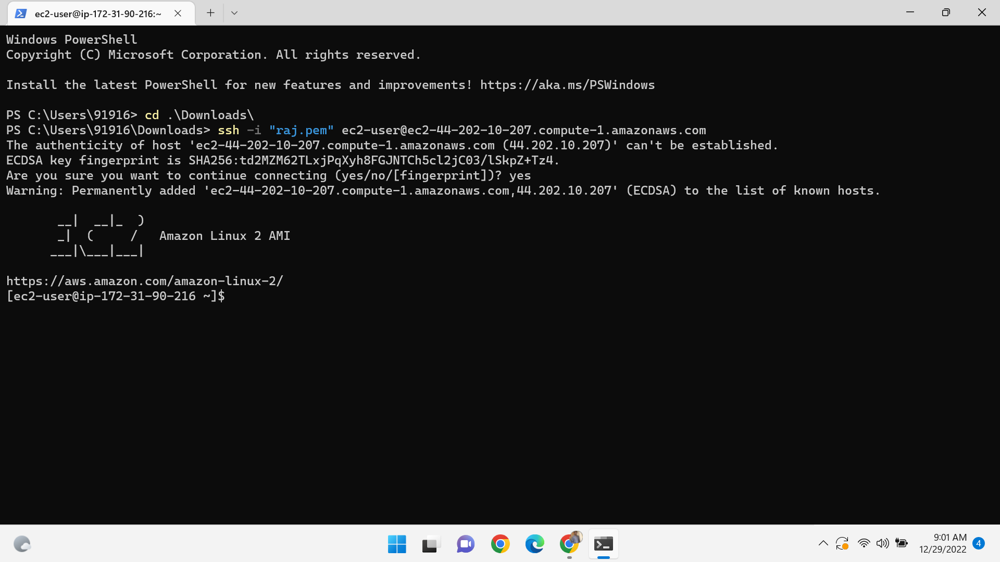 ec2-user@ip-172-31-90-216:~
Windows PowerShell
Copyright (C) Microsoft Corporation. All rights reserved.
Install the latest PowerShell for new features and improvements! https://aka.ms/PSWindows
PS C:\Users\91916> cd .\Downloads\
PS C:\Users\91916\Downloads> ssh -i "raj.pem" ec2-user@ec2-44-202-10-207.compute-1.amazonaws.com
The authenticity of host 'ec2-44-202-10-207.compute-1.amazonaws.com (44.202.10.207)' can't be established.
ECDSA key fingerprint is SHA256:td2MZM62TLxjPqXyh8FGJNTCh5cl2jC03/lSkpZ+Tz4.
Are you sure you want to continue connecting (yes/no/[fingerprint])? yes
Warning: Permanently added 'ec2-44-202-10-207.compute-1.amazonaws.com,44.202.10.207' (ECDSA) to the list of known hosts.
       __|  __|_  )
       _|  (     /   Amazon Linux 2 AMI
      ___|\___|___|
https://aws.amazon.com/amazon-linux-2/
[ec2-user@ip-172-31-90-216 ~]$
9:01 AM
12/29/2022
4